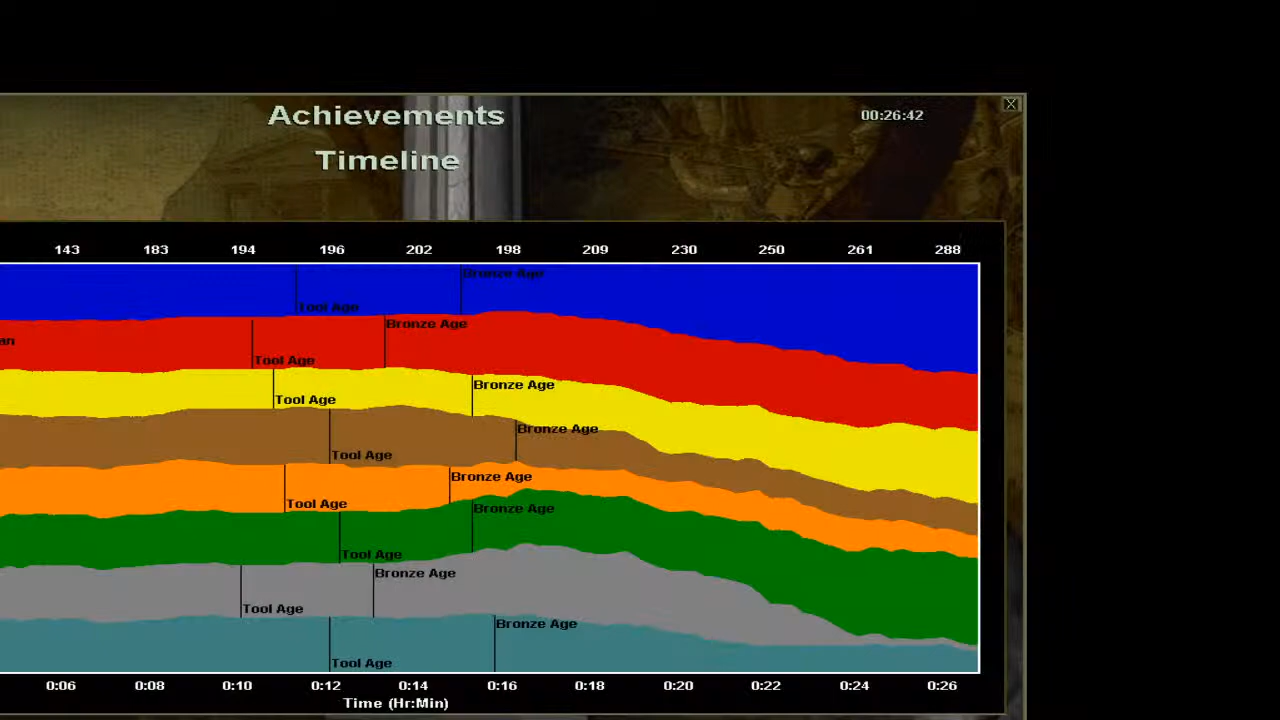 Achievements
00:26:42
Timeline
143 183 194 196 202 198 209 230 250 261 288
Bronze Age
Tool Age
Bronze Age
an
Tool Age
Bronze Age
Tool Age
Bronze Age
Tool Age
Bronze Age
Tool Age
Bronze Age
Tool Age
Bronze Age
Tool Age
Bronze Age
Tool Age
0:06 0:08 0:10 0:12 0:14 0:16 0:18 0:20 0:22 0:24 0:26
Time (Hr:Min)